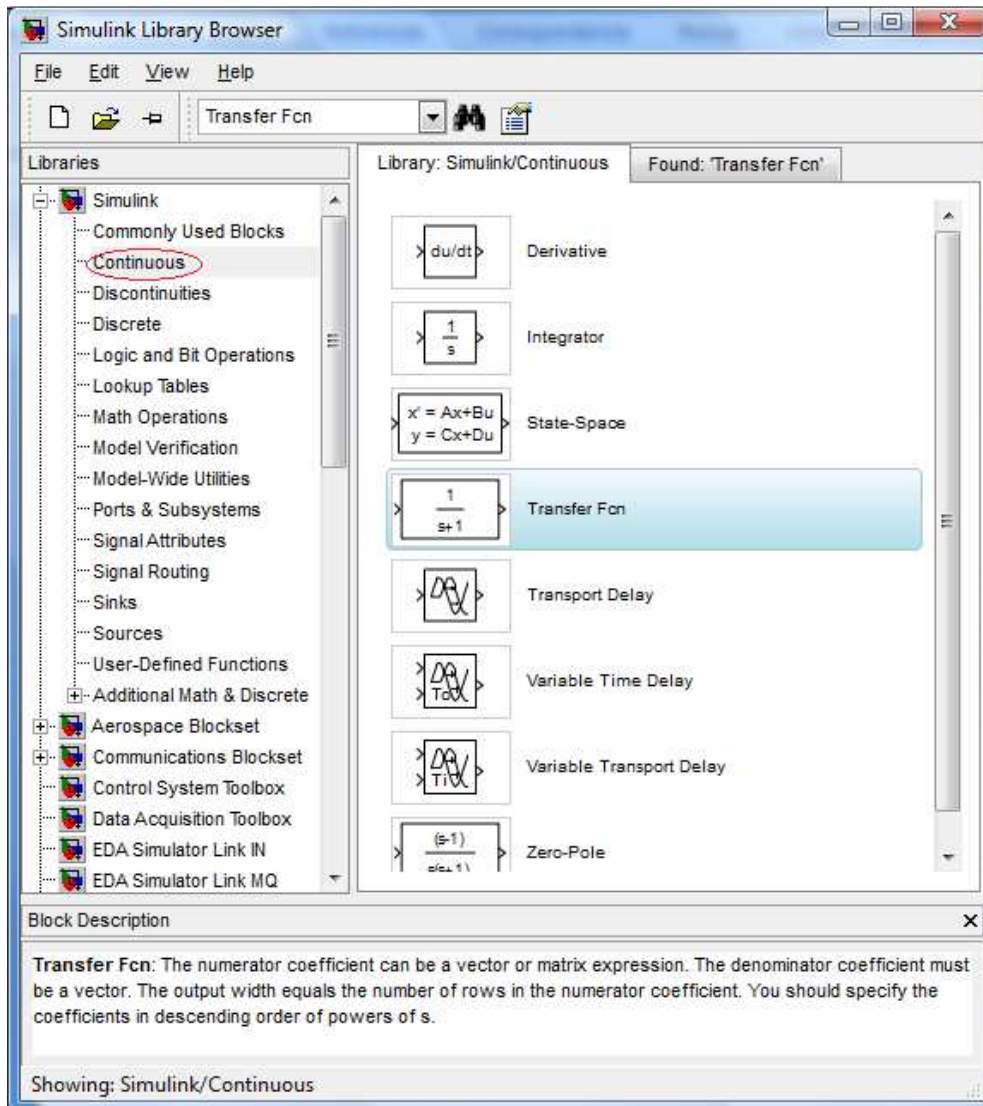 Simulink Library Browser
File Edit View Help
Transfer Fcn
Libraries
Library: Simulink/Continuous
Found: 'Transfer Fcn'
Simulink
Commonly Used Blocks
Continuous
Discontinuities
Discrete
Logic and Bit Operations
Lookup Tables
Math Operations
Model Verification
Model-Wide Utilities
Ports & Subsystems
Signal Attributes
Signal Routing
Sinks
Sources
User-Defined Functions
Additional Math & Discrete
Aerospace Blockset
Communications Blockset
Control System Toolbox
Data Acquisition Toolbox
EDA Simulator Link IN
EDA Simulator Link MQ
du/dt
Derivative
1
s
Integrator
x' = Ax+Bu
y = Cx+Du
State-Space
1
s+1
Transfer Fcn
Transport Delay
To
Variable Time Delay
Ti
Variable Transport Delay
(s-1)
s(s+1)
Zero-Pole
Block Description
Transfer Fcn: The numerator coefficient can be a vector or matrix expression. The denominator coefficient must
be a vector. The output width equals the number of rows in the numerator coefficient. You should specify the
coefficients in descending order of powers of s.
Showing: Simulink/Continuous